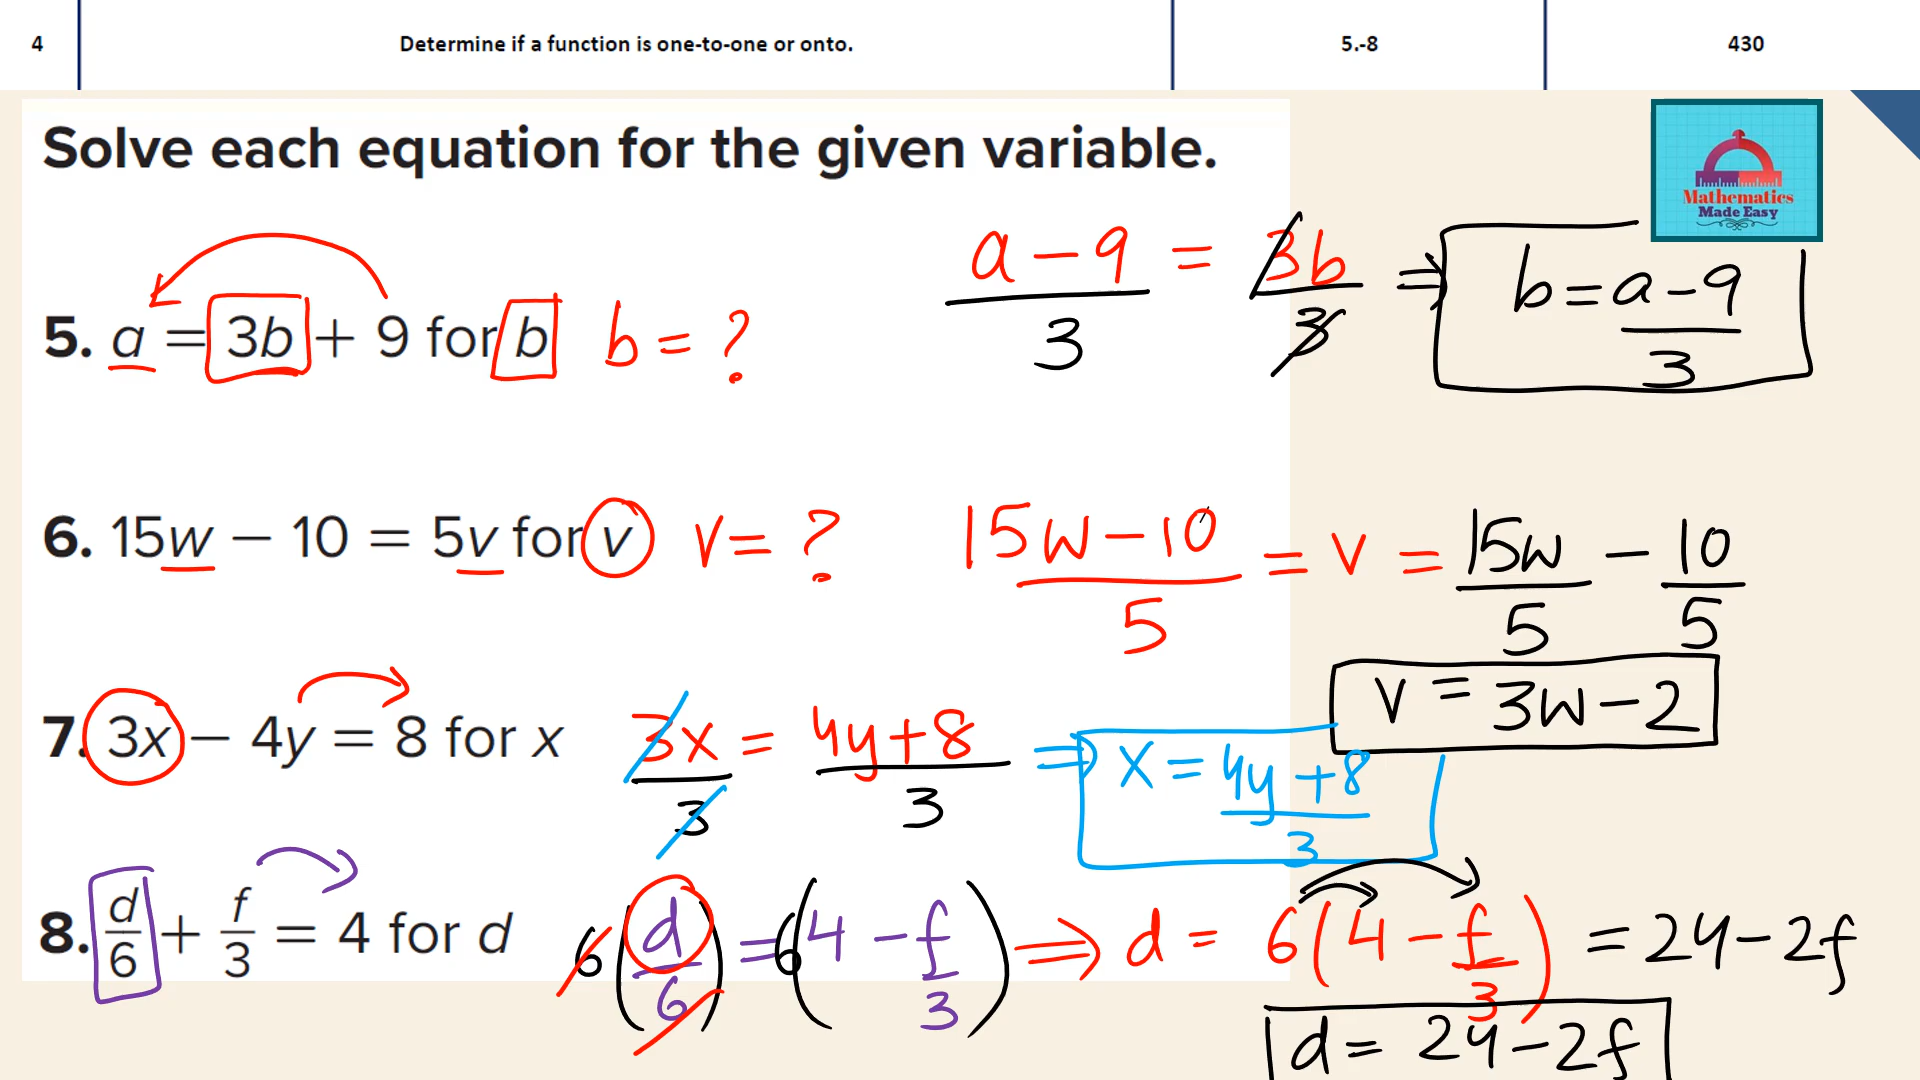 4 Determine if a function is one-to-one or onto. 5.-8 430
Solve each equation for the given variable.
Mathematics
Made Easy
5. a = 3b + 9 for b b = ? a - 9 / 3 = 3b / 3 ⇒ b = a - 9 / 3
6. 15w − 10 = 5v for v v = ? 15w - 10 / 5 = v = 15w / 5 - 10 / 5
v = 3w - 2
7. 3x − 4y = 8 for x 3x / 3 = 4y + 8 / 3 ⇒ x = 4y + 8 / 3
8. d/6 + f/3 = 4 for d 6 ( d / 6 ) = 6 ( 4 - f / 3 ) ⇒ d = 6 ( 4 - f / 3 ) = 24 - 2f
d = 24 - 2f